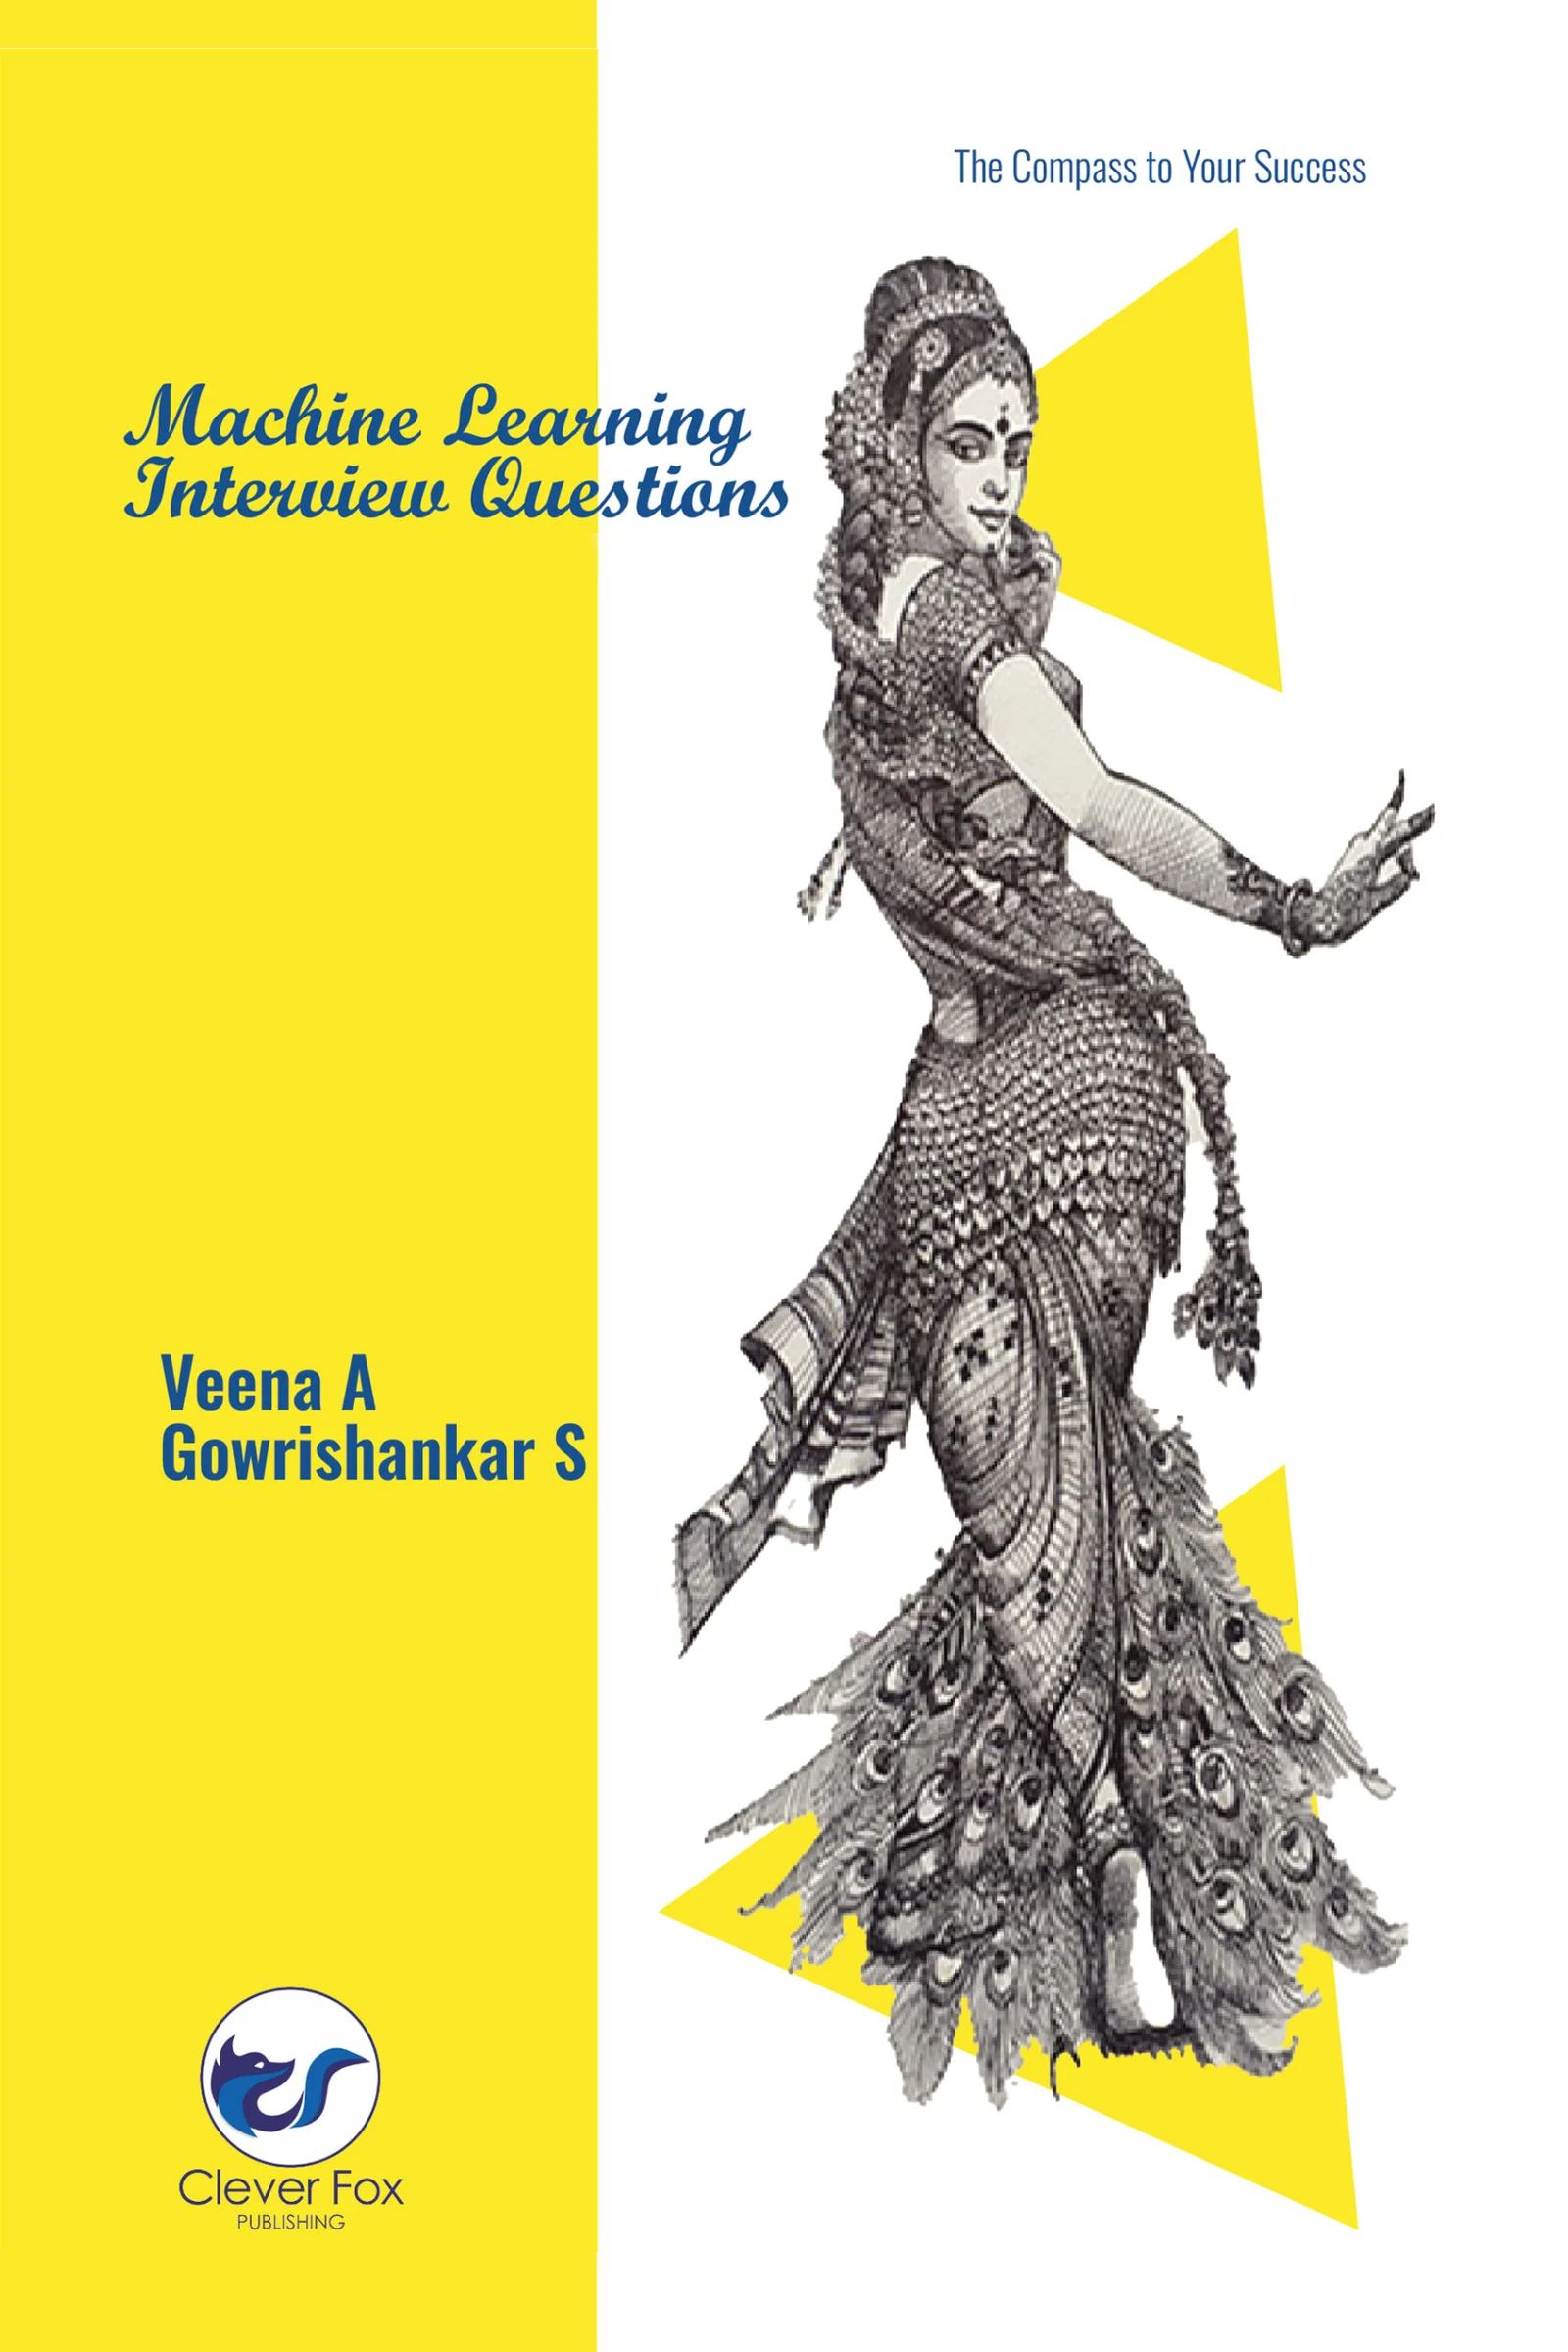 The Compass to Your Success
Machine Learning
Interview Questions
Veena A
Gowrishankar S
Clever Fox
PUBLISHING